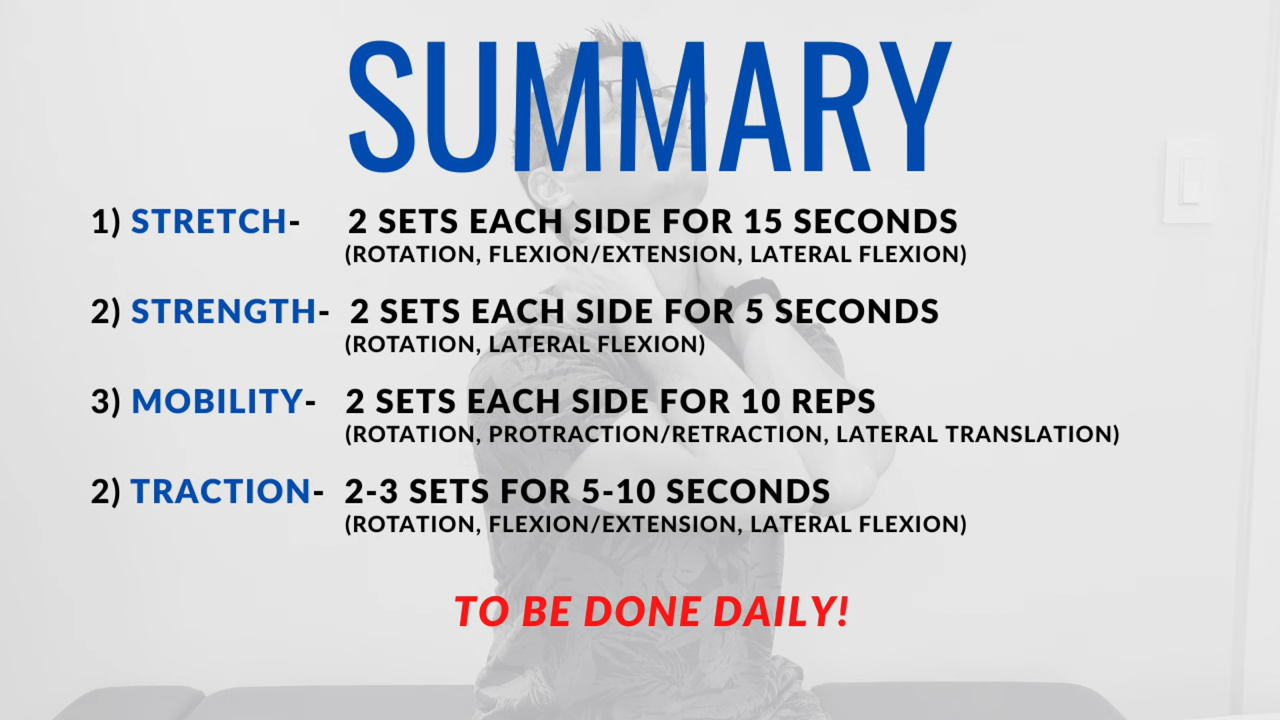 SUMMARY
1) STRETCH- 2 SETS EACH SIDE FOR 15 SECONDS
(ROTATION, FLEXION/EXTENSION, LATERAL FLEXION)
2) STRENGTH- 2 SETS EACH SIDE FOR 5 SECONDS
(ROTATION, LATERAL FLEXION)
3) MOBILITY- 2 SETS EACH SIDE FOR 10 REPS
(ROTATION, PROTRACTION/RETRACTION, LATERAL TRANSLATION)
2) TRACTION- 2-3 SETS FOR 5-10 SECONDS
(ROTATION, FLEXION/EXTENSION, LATERAL FLEXION)
TO BE DONE DAILY!